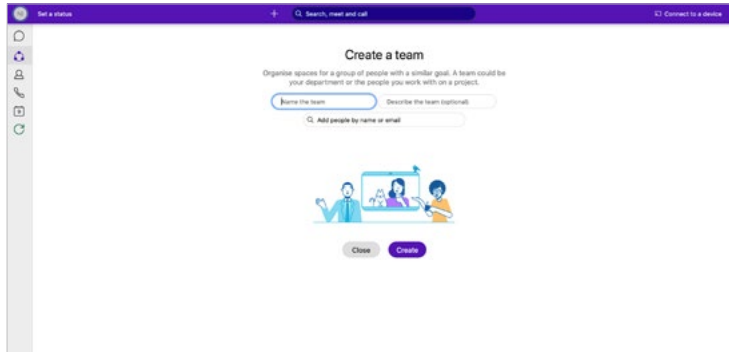 Set a status
Search, meet and call
Connect to a device
Create a team
Organise spaces for a group of people with a similar goal. A team could be
your department or the people you work with on a project.
Name the team
Describe the team (optional)
Add people by name or email
Close
Create